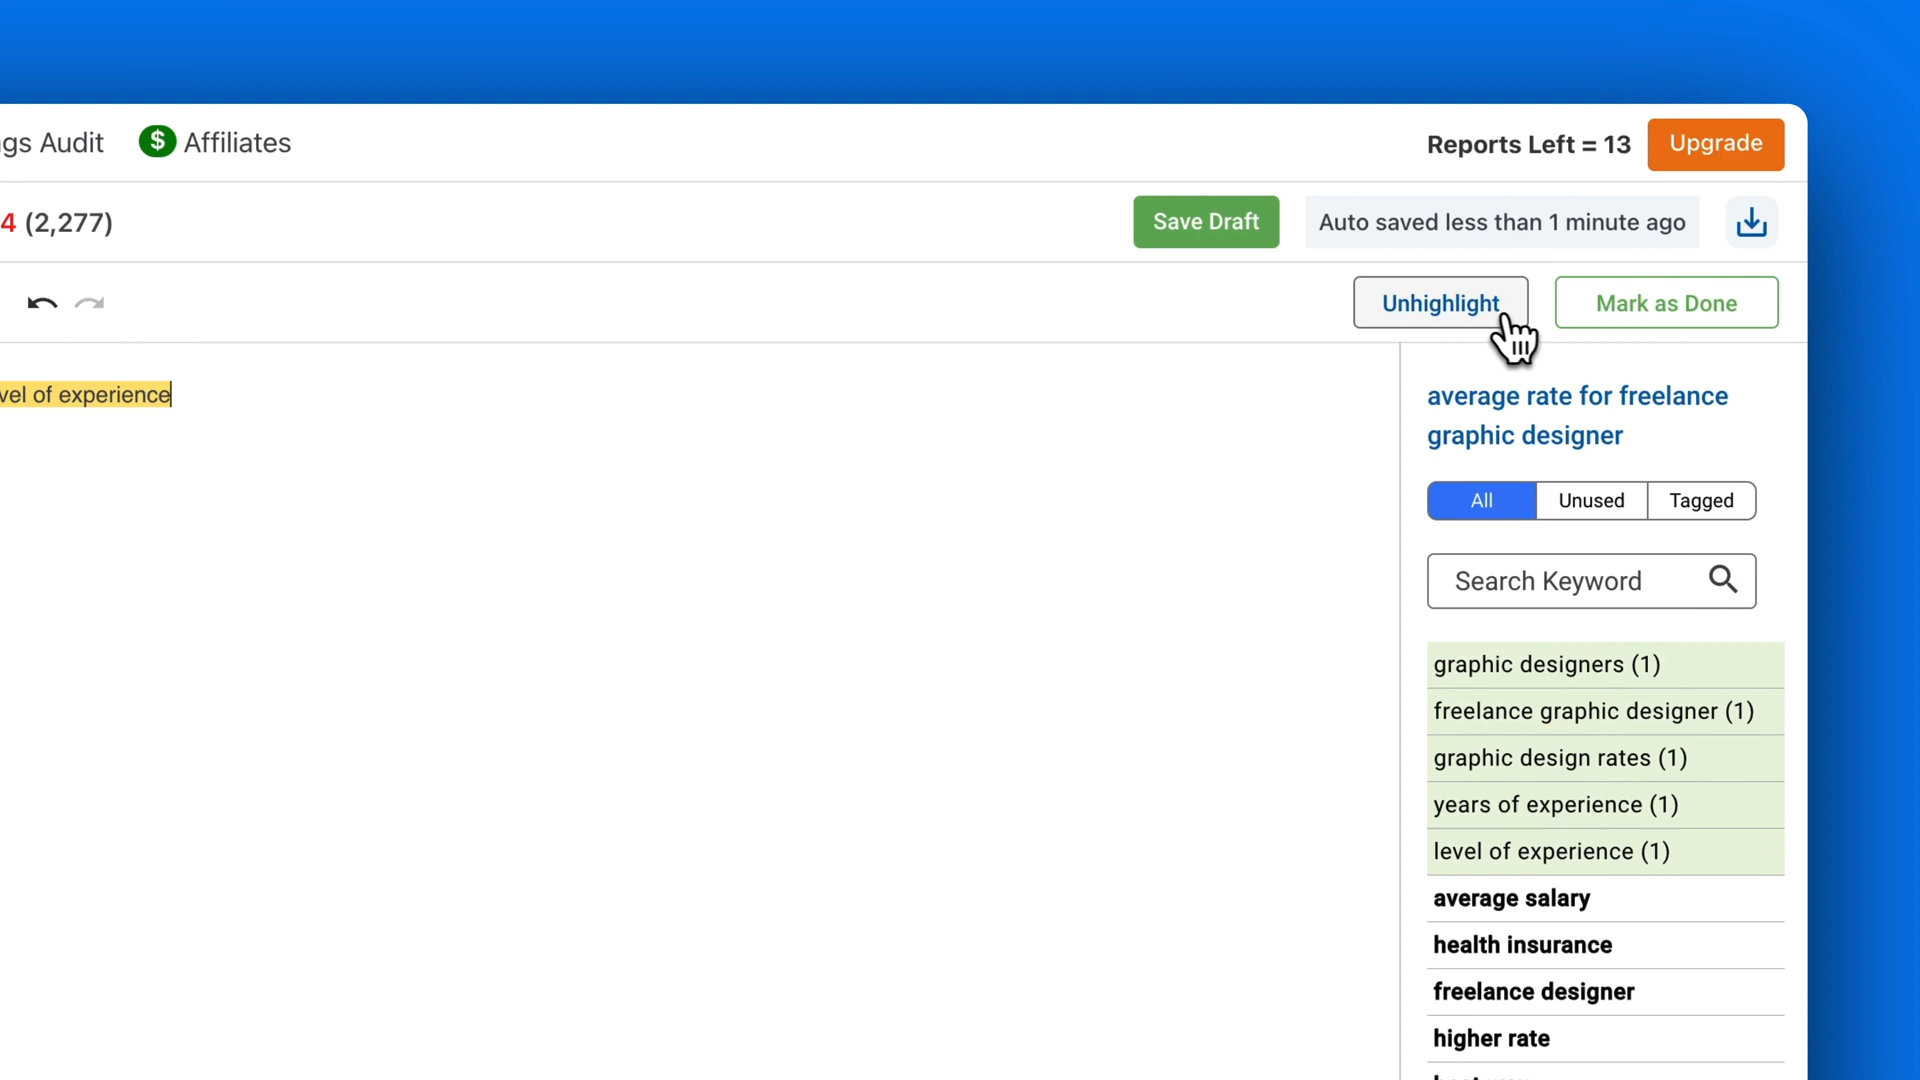 gs Audit $ Affiliates Reports Left = 13 Upgrade
4 (2,277) Save Draft Auto saved less than 1 minute ago
Unhighlight Mark as Done
vel of experience
average rate for freelance
graphic designer
All Unused Tagged
Search Keyword
graphic designers (1)
freelance graphic designer (1)
graphic design rates (1)
years of experience (1)
level of experience (1)
average salary
health insurance
freelance designer
higher rate